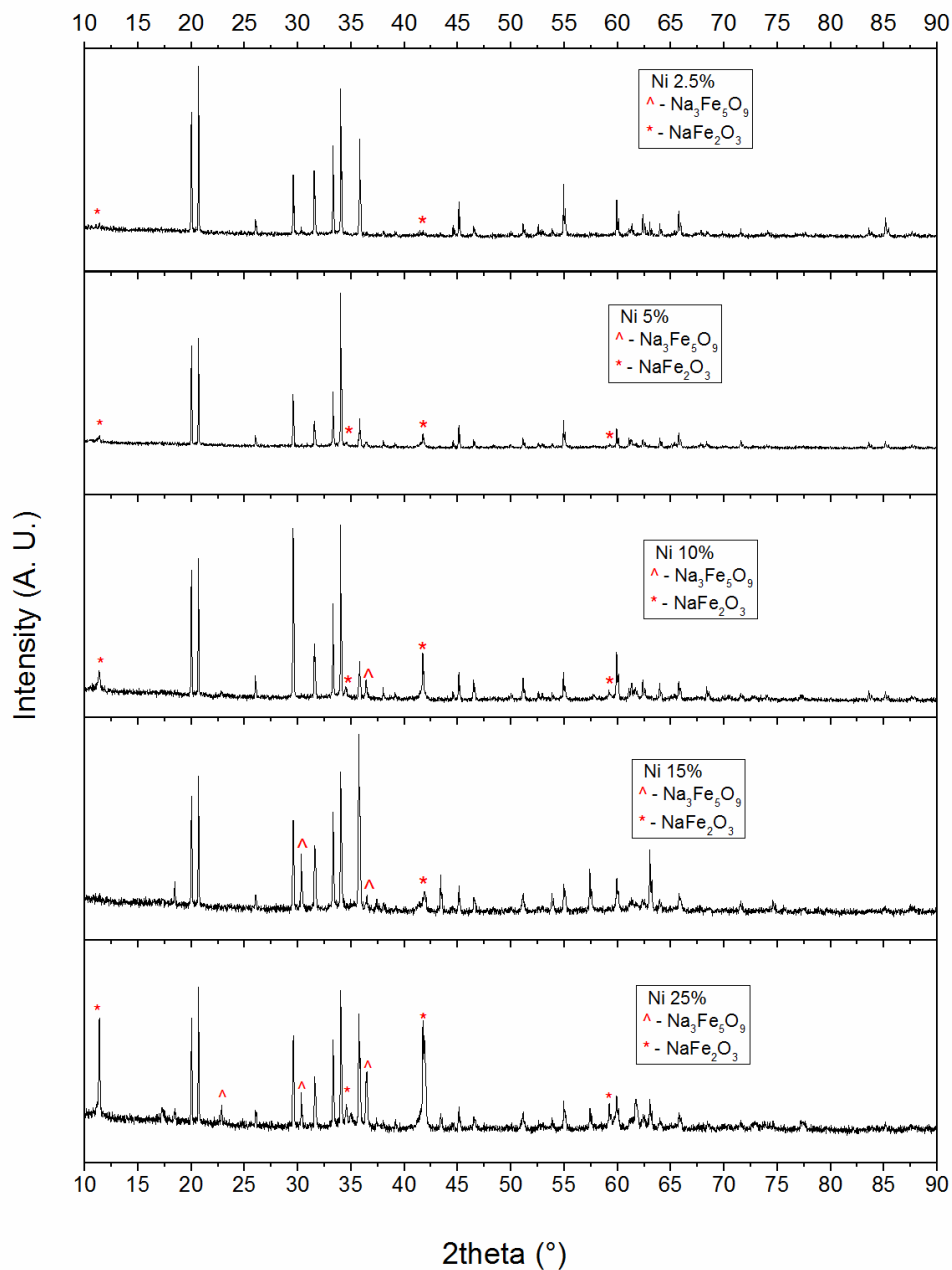 10 15 20 25 30 35 40 45 50 55 60 65 70 75 80 85 90
Ni 2.5%
^ - Na₃Fe₅O₉
* - NaFe₂O₃
* *
Ni 5%
^ - Na₃Fe₅O₉
* - NaFe₂O₃
* * * *
Ni 10%
^ - Na₃Fe₅O₉
* - NaFe₂O₃
* * ^ * *
Ni 15%
^ - Na₃Fe₅O₉
* - NaFe₂O₃
^ ^ *
Ni 25%
^ - Na₃Fe₅O₉
* - NaFe₂O₃
* ^ ^ * ^ * *
10 15 20 25 30 35 40 45 50 55 60 65 70 75 80 85 90
2theta (°)
Intensity (A. U.)